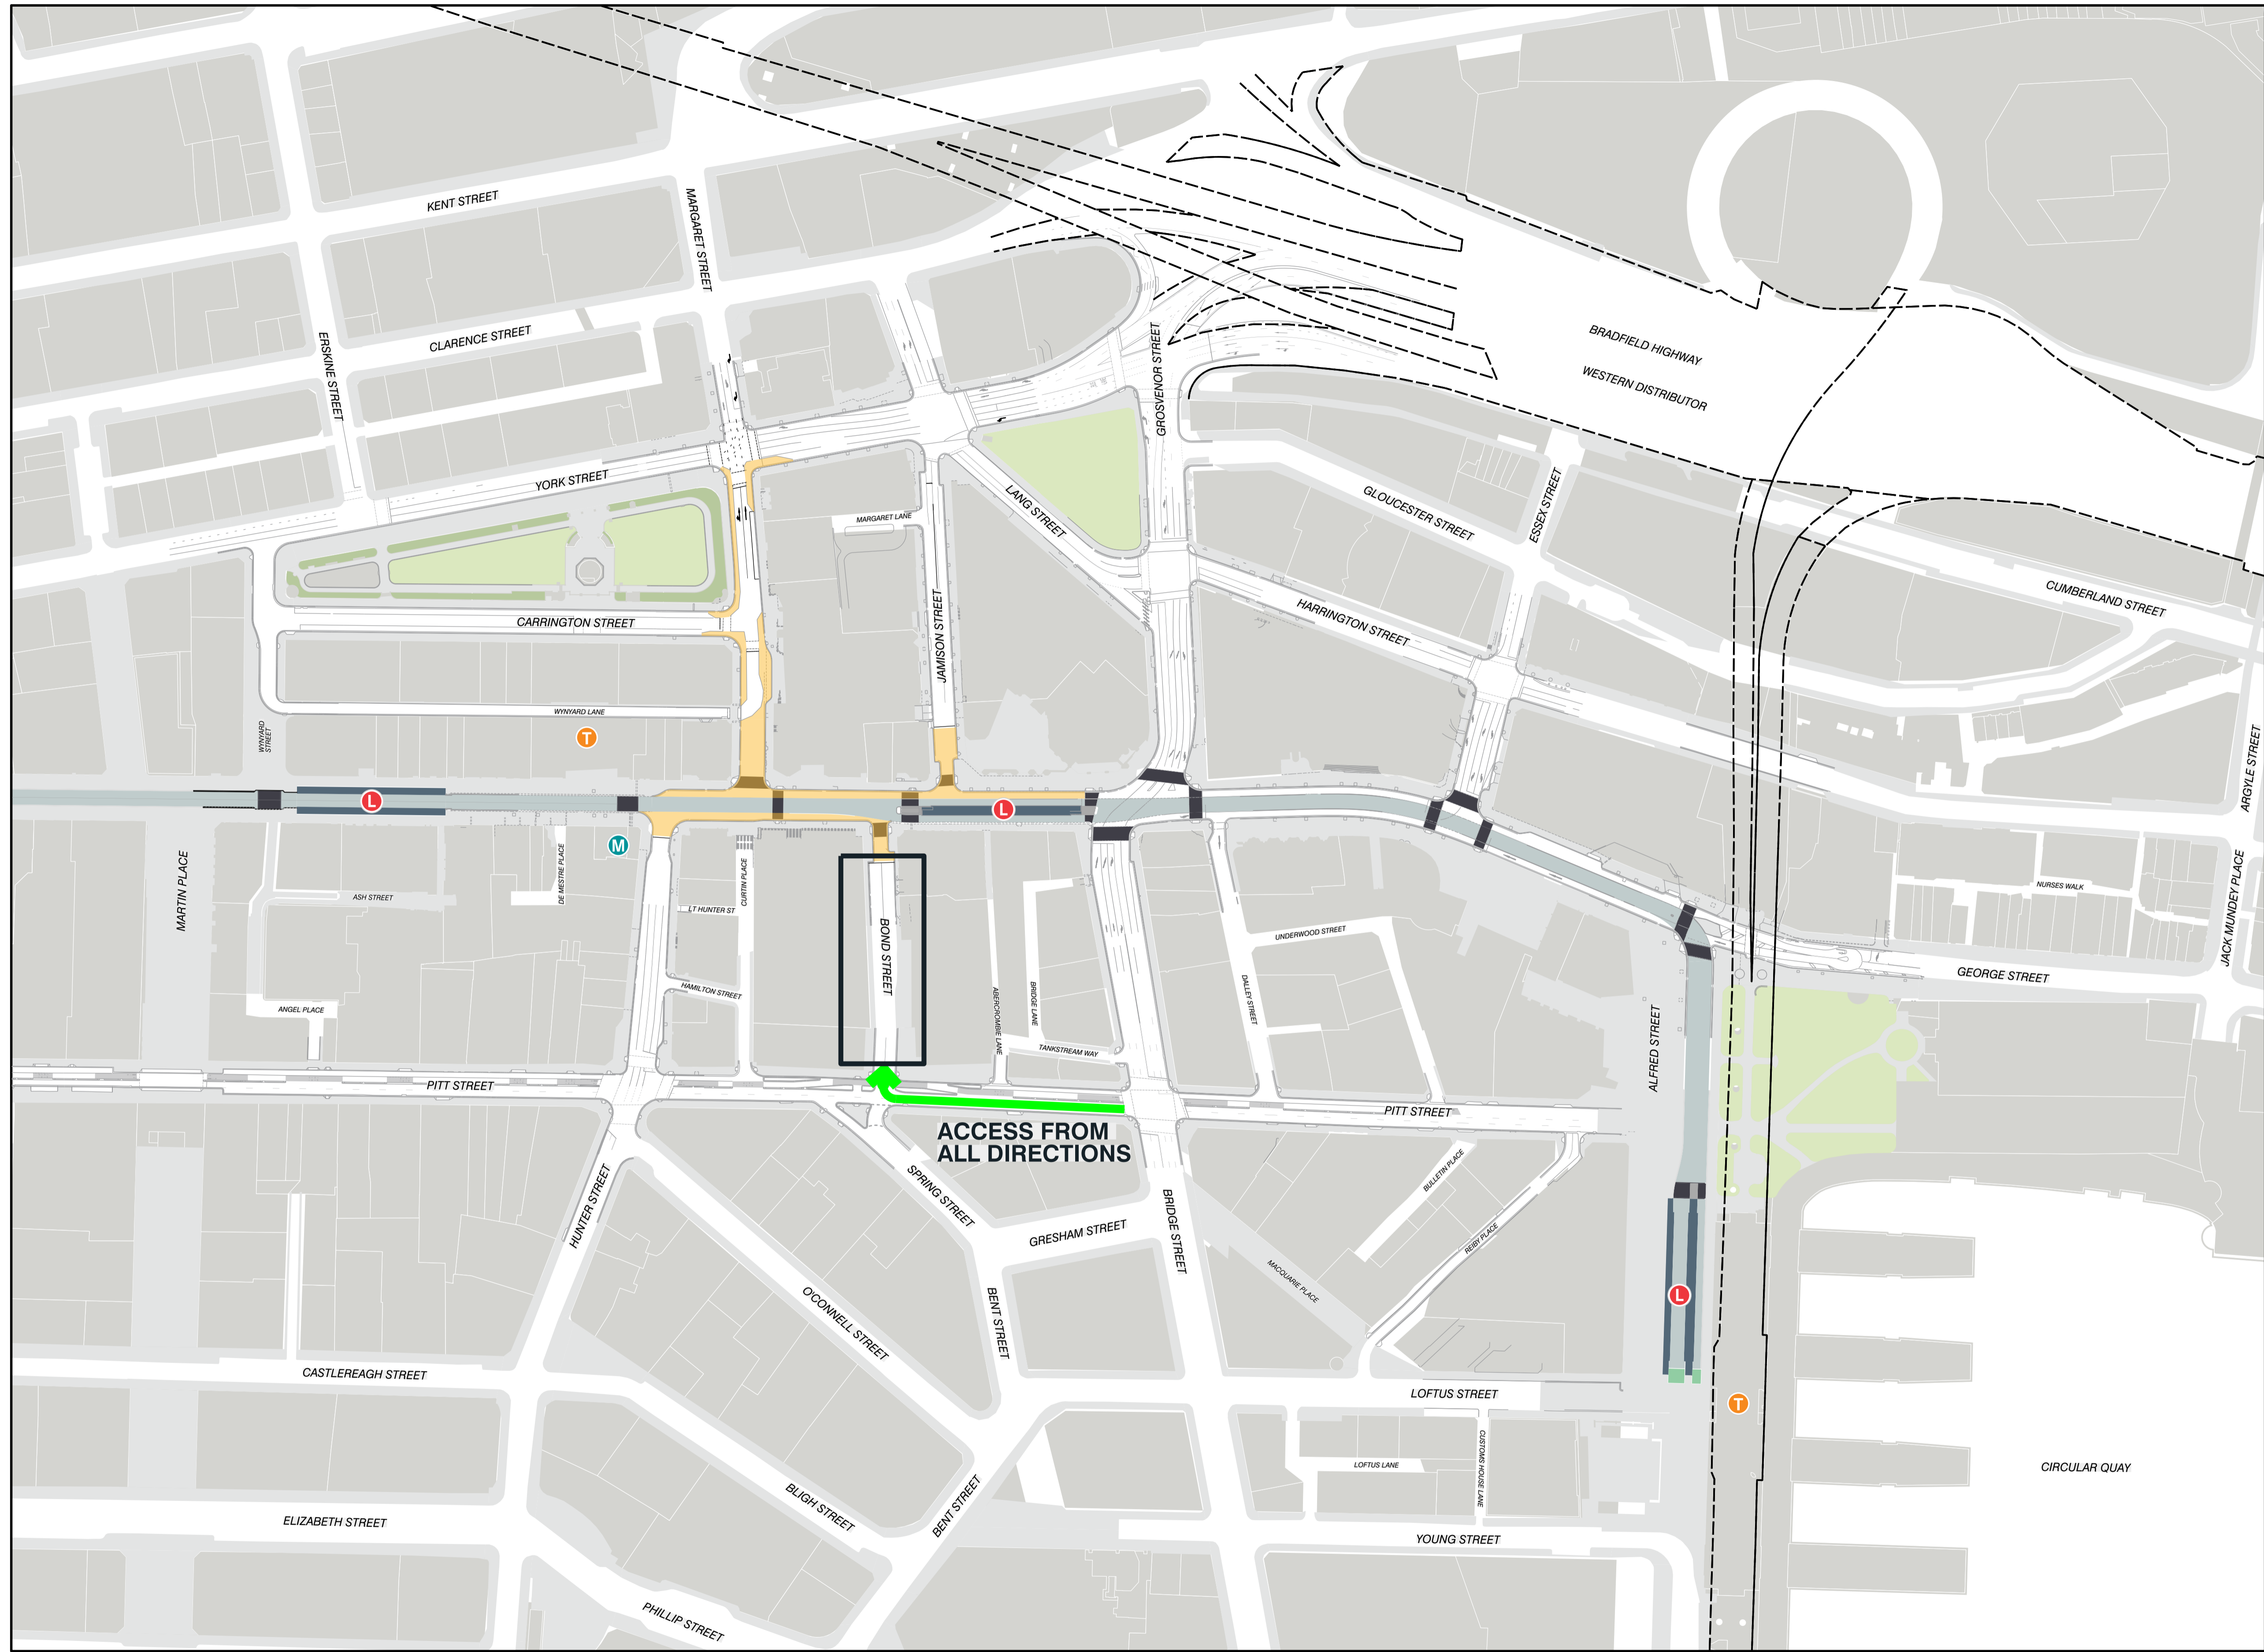 KENT STREET
MARGARET STREET
CLARENCE STREET
ERSKINE STREET
GROSVENOR STREET
BRADFIELD HIGHWAY
WESTERN DISTRIBUTOR
YORK STREET
MARGARET LANE
LANG STREET
GLOUCESTER STREET
ESSEX STREET
CUMBERLAND STREET
CARRINGTON STREET
JAMISON STREET
HARRINGTON STREET
WYNYARD LANE
WYNYARD
STREET
T
ARGYLE STREET
L
L
M
MARTIN PLACE
DE MESTRE PLACE
CURTIN PLACE
ASH STREET
LT HUNTER ST
BOND STREET
UNDERWOOD STREET
NURSES WALK
JACK MUNDEY PLACE
HAMILTON STREET
ABERCROMBIE LANE
BRIDGE LANE
DALLEY STREET
GEORGE STREET
ANGEL PLACE
TANKSTREAM WAY
ALFRED STREET
PITT STREET
PITT STREET
ACCESS FROM
ALL DIRECTIONS
HUNTER STREET
SPRING STREET
GRESHAM STREET
BRIDGE STREET
BULLETIN PLACE
REIBY PLACE
MACQUARIE PLACE
O'CONNELL STREET
BENT STREET
L
CASTLEREAGH STREET
LOFTUS STREET
T
CUSTOMS HOUSE LANE
LOFTUS LANE
CIRCULAR QUAY
BLIGH STREET
BENT STREET
ELIZABETH STREET
YOUNG STREET
PHILLIP STREET